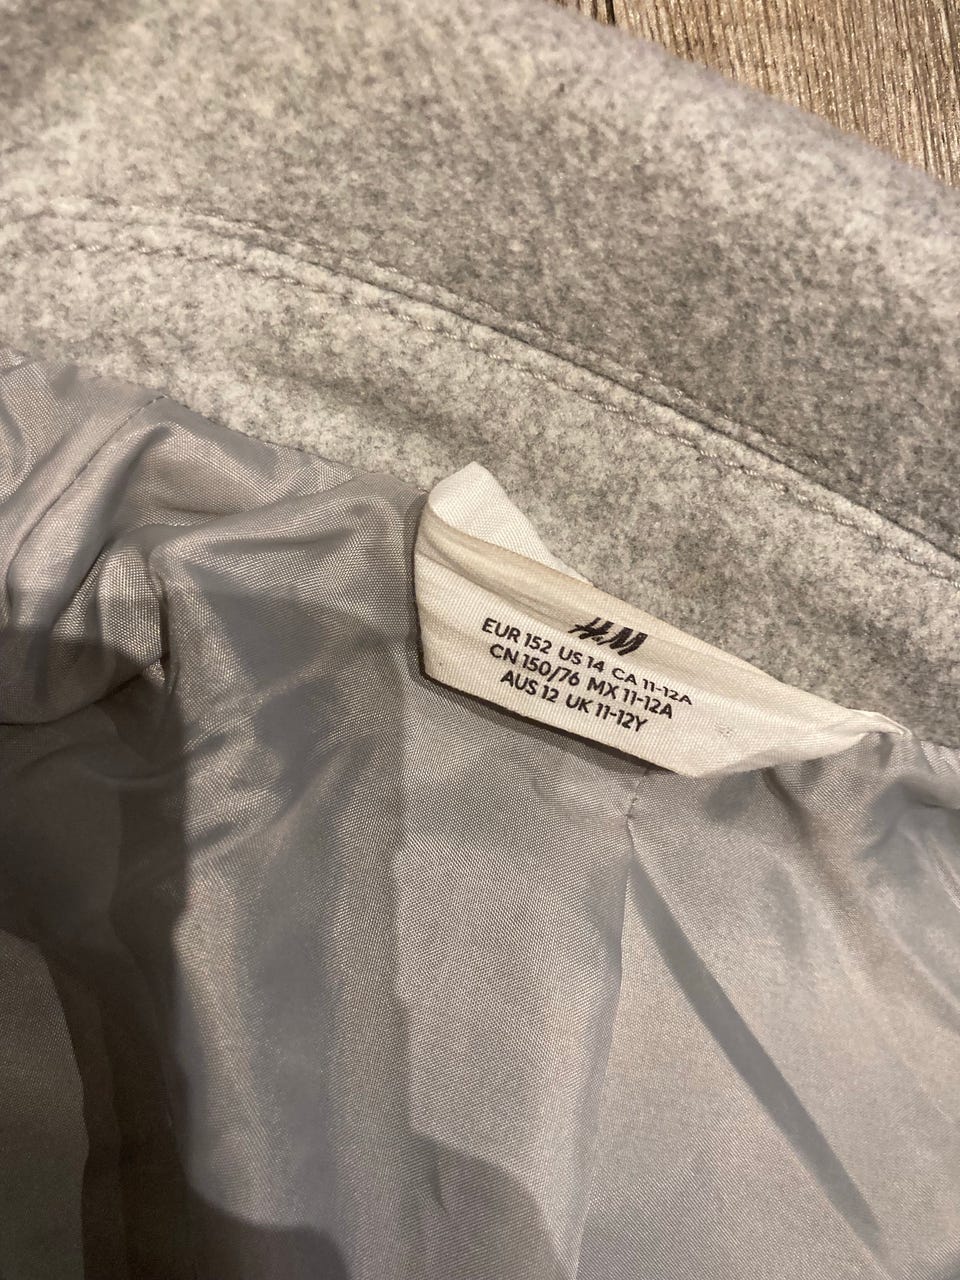 H&M
EUR 152 US 14 CA 11-12A
CN 150/76 MX 11-12A
AUS 12 UK 11-12Y